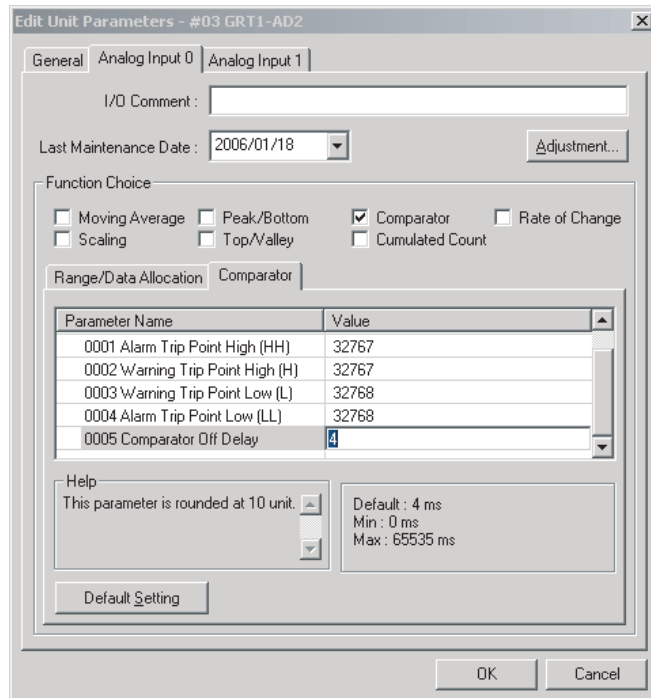 Edit Unit Parameters - #03 GRT1-AD2
General Analog Input 0 Analog Input 1
I/O Comment :
Last Maintenance Date : 2006/01/18 Adjustment...
Function Choice
Moving Average Peak/Bottom Comparator Rate of Change
Scaling Top/Valley Cumulated Count
Range/Data Allocation Comparator
Parameter Name Value
0001 Alarm Trip Point High (HH) 32767
0002 Warning Trip Point High (H) 32767
0003 Warning Trip Point Low (L) 32768
0004 Alarm Trip Point Low (LL) 32768
0005 Comparator Off Delay 4
Help
This parameter is rounded at 10 unit.
Default : 4 ms
Min : 0 ms
Max : 65535 ms
Default Setting
OK Cancel